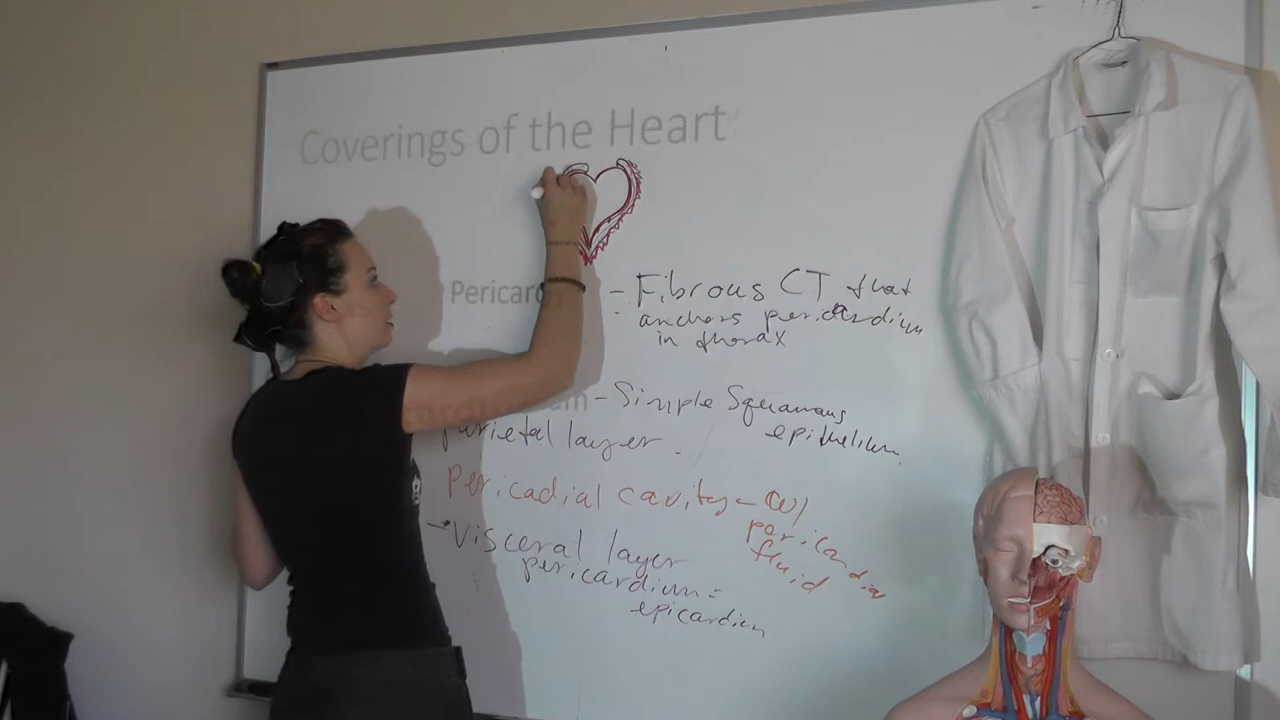 Coverings of the Heart
Pericard
- Fibrous CT that
anchors pericardium
in thorax
- Simple Squamous
epithelium.
parietal layer
Pericadial cavity - w/
pericardial
fluid
- Visceral layer
pericardium =
epicardium